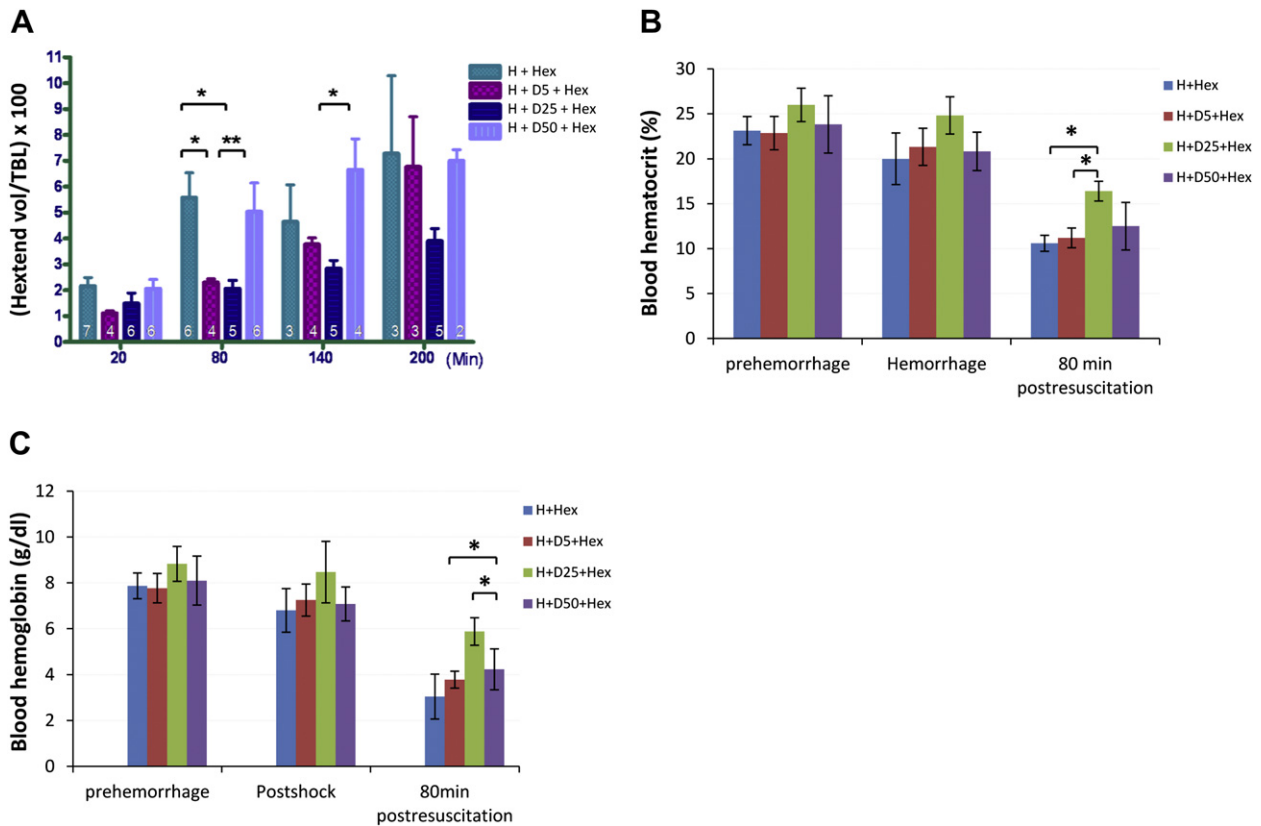 A
(Hextend vol/TBL) x 100
11
10
9
8
7
6
5
4
3
2
1
0
*
*
**
*
7 4 6 6 6 4 5 6 3 4 5 4 3 3 5 2
20 80 140 200 (Min)
H + Hex
H + D5 + Hex
H + D25 + Hex
H + D50 + Hex
B
Blood hematocrit (%)
30
25
20
15
10
5
0
*
*
prehemorrhage Hemorrhage 80 min
postresuscitation
H+Hex
H+D5+Hex
H+D25+Hex
H+D50+Hex
C
Blood hemoglobin (g/dl)
12
10
8
6
4
2
0
*
*
prehemorrhage Postshock 80min
postresuscitation
H+Hex
H+D5+Hex
H+D25+Hex
H+D50+Hex